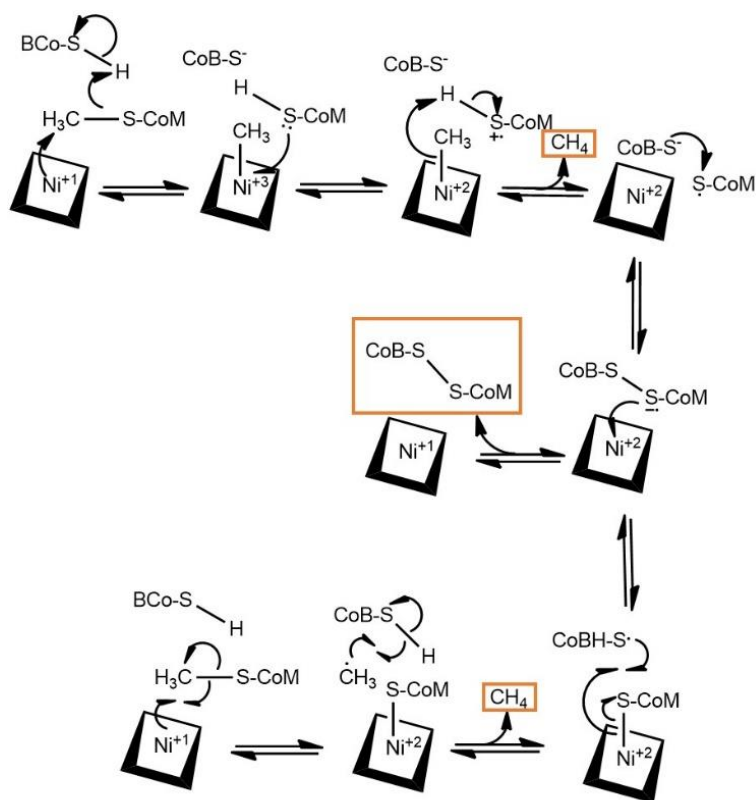 BCo-S
H
H₃C S-CoM
Ni⁺¹
CoB-S⁻
H
S-CoM
CH₃
Ni⁺³
CoB-S⁻
H
S-CoM
CH₃
Ni⁺²
CH₄
CoB-S⁻
S-CoM
Ni⁺²
CoB-S
S-CoM
Ni⁺¹
CoB-S
S-CoM
Ni⁺²
BCo-S
H
H₃C S-CoM
Ni⁺¹
CoB-S
H
CH₃
S-CoM
Ni⁺²
CH₄
CoBH-S·
S-CoM
Ni⁺²